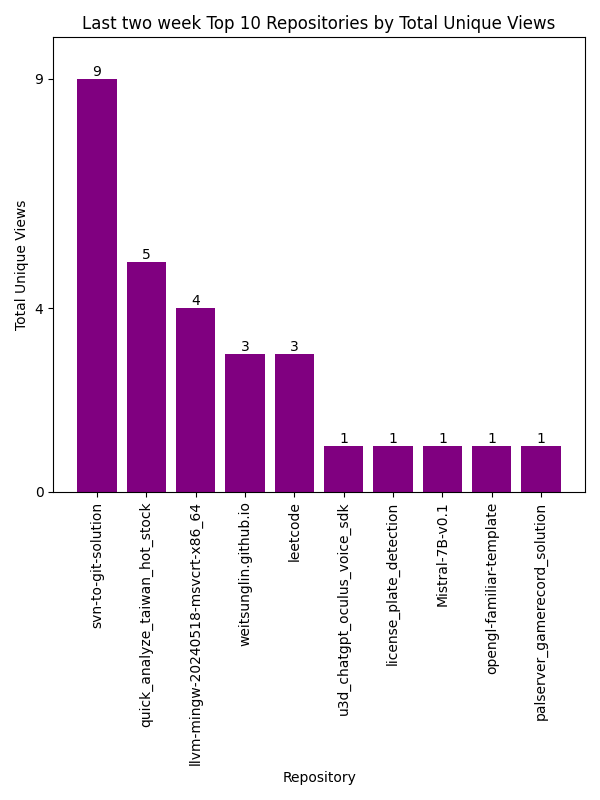 Last two week Top 10 Repositories by Total Unique Views
Total Unique Views
9
4
0
9
5
4
3
3
1
1
1
1
1
svn-to-git-solution
quick_analyze_taiwan_hot_stock
llvm-mingw-20240518-msvcrt-x86_64
weitsunglin.github.io
leetcode
u3d_chatgpt_oculus_voice_sdk
license_plate_detection
Mistral-7B-v0.1
opengl-familiar-template
palserver_gamerecord_solution
Repository